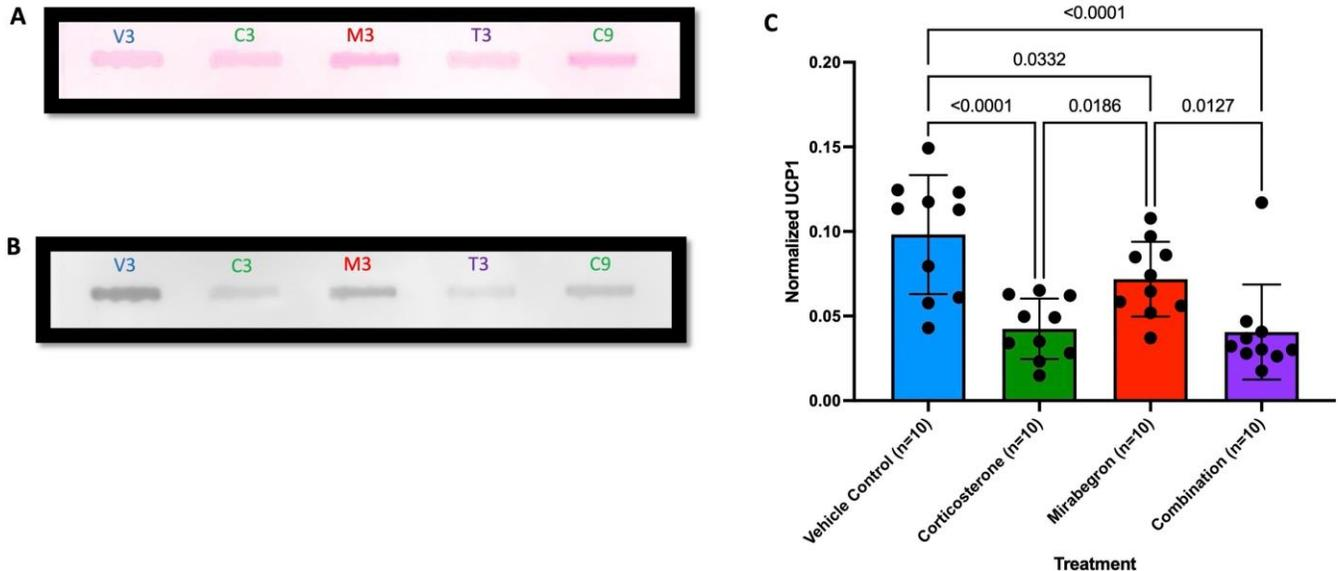 A
V3 C3 M3 T3 C9
B
V3 C3 M3 T3 C9
C
<0.0001
0.0332
<0.0001 0.0186 0.0127
0.20
0.15
0.10
0.05
0.00
Normalized UCP1
Vehicle Control (n=10)
Corticosterone (n=10)
Mirabegron (n=10)
Combination (n=10)
Treatment